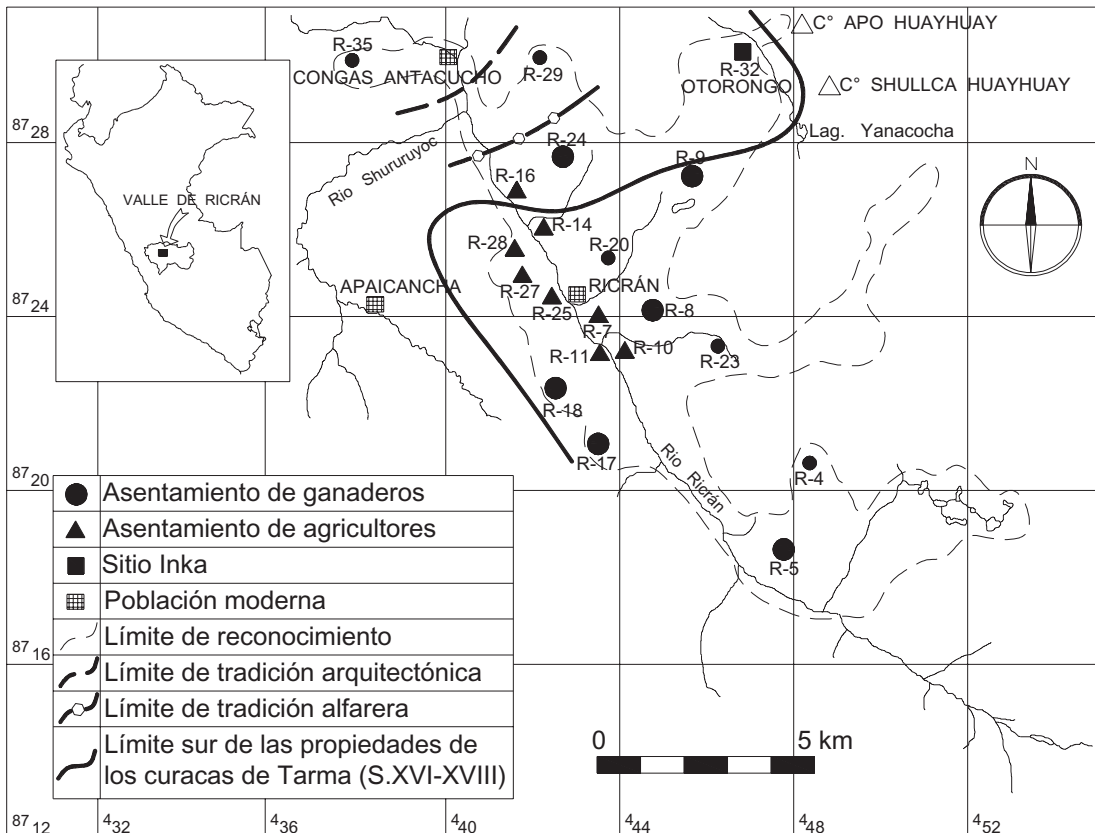 C° APO HUAYHUAY
R-35
R-29
R-32
CONGAS ANTACUCHO
OTORONGO
C° SHULLCA HUAYHUAY
87 28
Lag. Yanacocha
R-24
R-9
Rio Shururuyoc
R-16
N
VALLE DE RICRÁN
R-14
R-28
R-20
R-27
RICRÁN
APAICANCHA
R-25
R-8
87 24
R-7
R-11
R-10
R-23
R-18
R-17
Rio Ricrán
R-4
87 20
R-5
Asentamiento de ganaderos
Asentamiento de agricultores
Sitio Inka
Población moderna
Límite de reconocimiento
87 16
Límite de tradición arquitectónica
Límite de tradición alfarera
Límite sur de las propiedades de
los curacas de Tarma (S.XVI-XVIII)
0 5 km
87 12
4 32
4 36
4 40
4 44
4 48
4 52